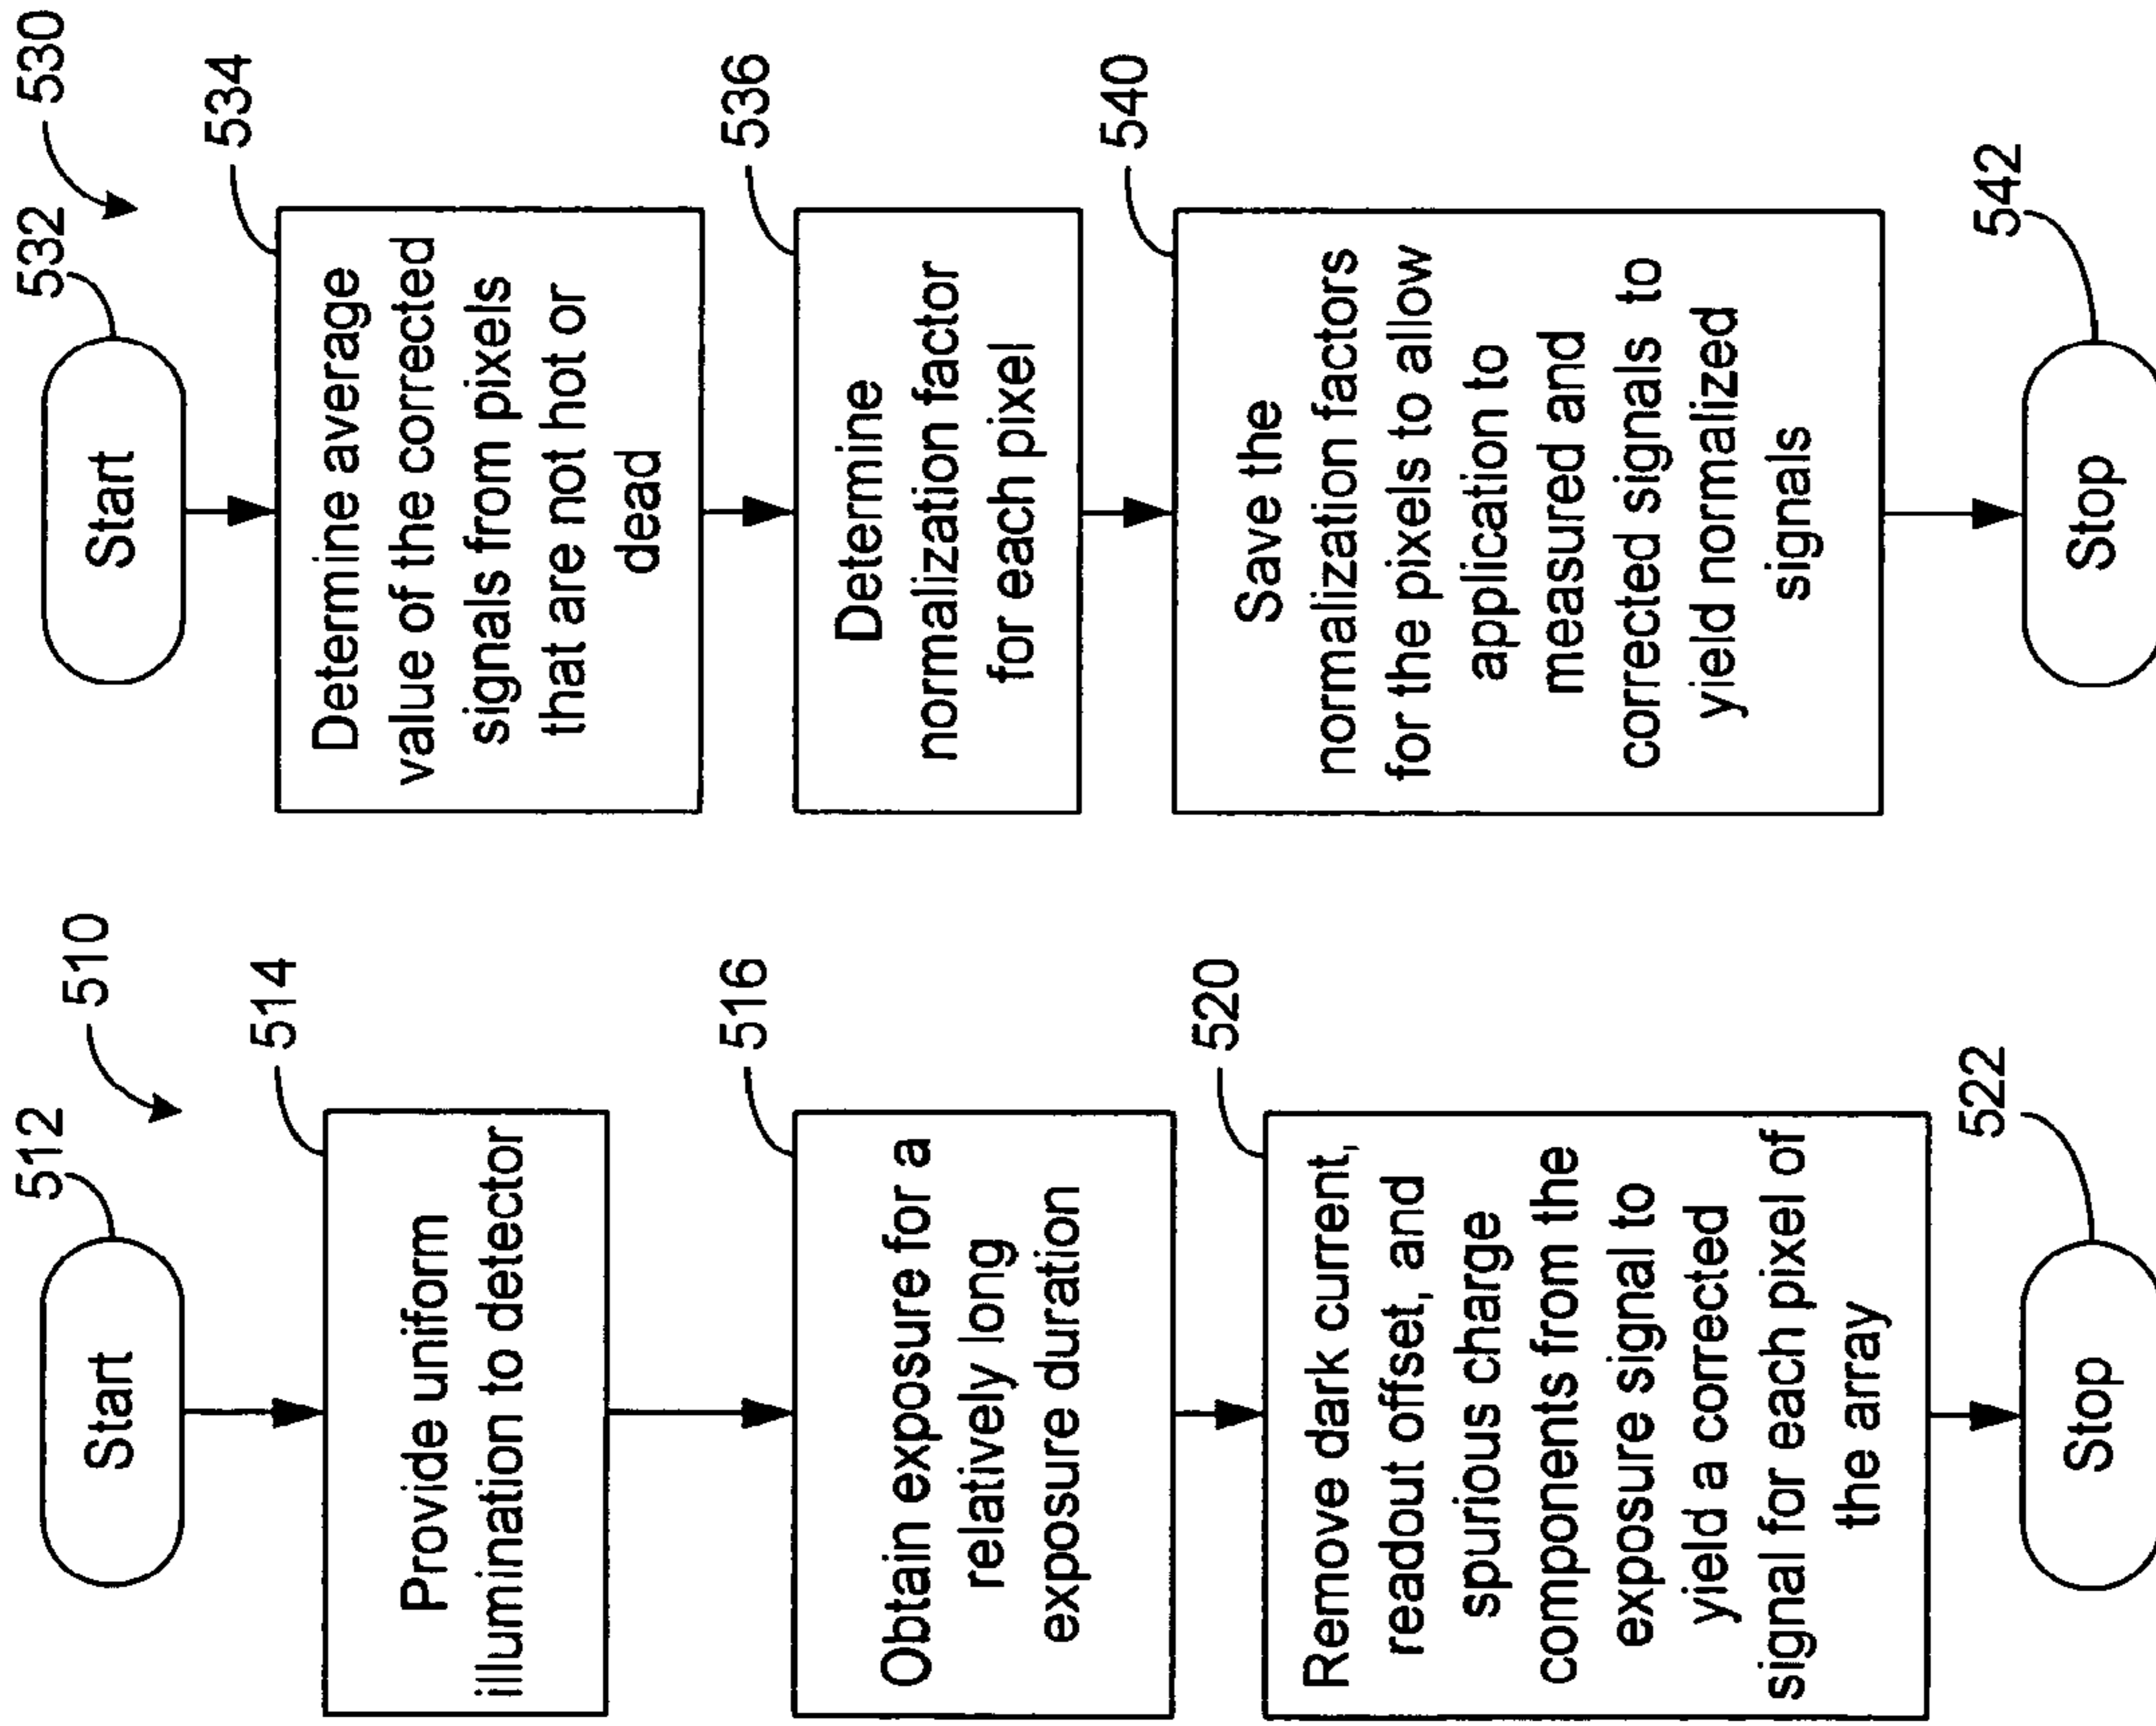 510
512
Start
514
Provide uniform
illumination to detector
516
Obtain exposure for a
relatively long
exposure duration
520
Remove dark current,
readout offset, and
spurious charge
components from the
exposure signal to
yield a corrected
signal for each pixel of
the array
522
Stop
530
532
Start
534
Determine average
value of the corrected
signals from pixels
that are not hot or
dead
536
Determine
normalization factor
for each pixel
540
Save the
normalization factors
for the pixels to allow
application to
measured and
corrected signals to
yield normalized
signals
542
Stop